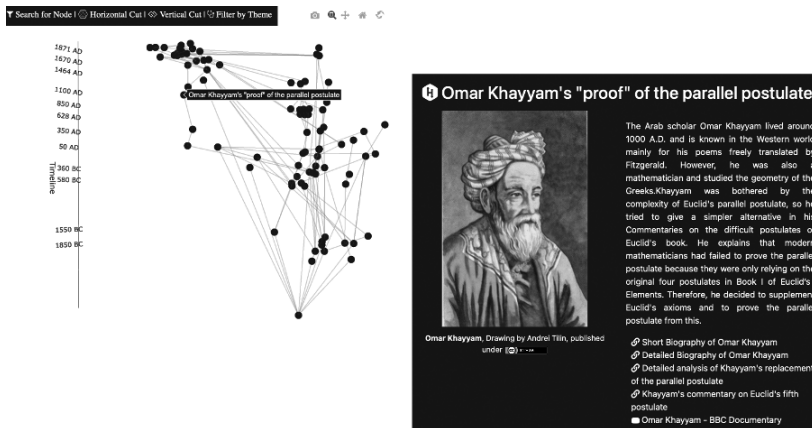 Search for Node | Horizontal Cut | Vertical Cut | Filter by Theme
1871 AD
1670 AD
1464 AD
1100 AD
850 AD
628 AD
350 AD
50 AD
360 BC
580 BC
1550 BC
1850 BC
Timeline
Omar Khayyam's "proof" of the parallel postulate
Omar Khayyam's "proof" of the parallel postulate
The Arab scholar Omar Khayyam lived around
1000 A.D. and is known in the Western world
mainly for his poems freely translated by
Fitzgerald. However, he was also a
mathematician and studied the geometry of the
Greeks.Khayyam was bothered by the
complexity of Euclid's parallel postulate, so he
tried to give a simpler alternative in his
Commentaries on the difficult postulates of
Euclid's book. He explains that modern
mathematicians had failed to prove the parallel
postulate because they were only relying on the
original four postulates in Book I of Euclid's
Elements. Therefore, he decided to supplement
Euclid's axioms and to prove the parallel
postulate from this.
Omar Khayyam, Drawing by Andrei Tilin, published
under
Short Biography of Omar Khayyam
Detailed Biography of Omar Khayyam
Detailed analysis of Khayyam's replacement
of the parallel postulate
Khayyam's commentary on Euclid's fifth
postulate
Omar Khayyam - BBC Documentary